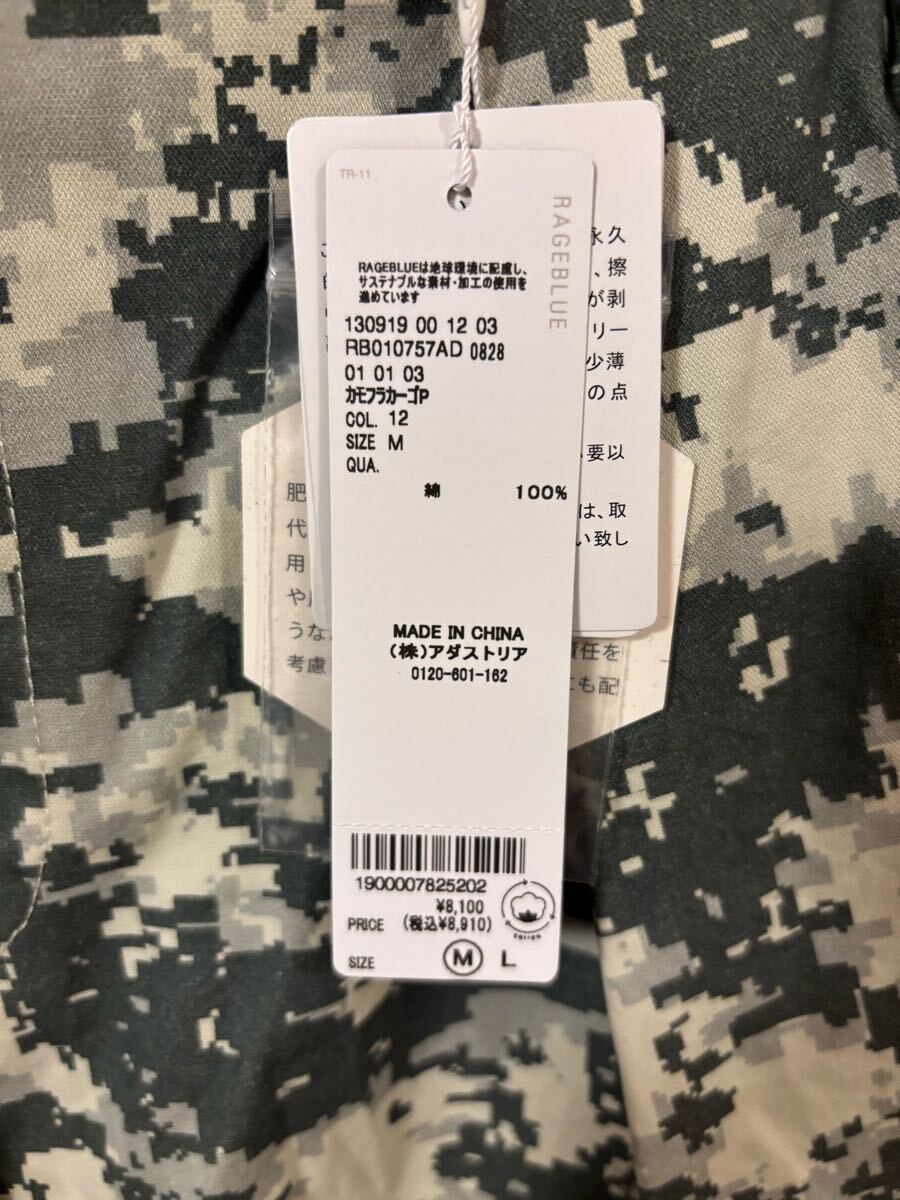 TR-11
RAGEBLUE
RAGEBLUEは地球環境に配慮し、
サステナブルな素材・加工の使用を
進めています
130919 00 12 03
RB010757AD 0828
01 01 03
カモフラカーゴP
COL. 12
SIZE M
QUA.
綿 100%
MADE IN CHINA
(株)アダストリア
0120-601-162
1900007825202
¥8,100
PRICE (税込¥8,910)
cotton
SIZE M L
永久
、擦
が剥
リー
少薄
の点
要以
は、取
い致し
肥
代
用
や
うな
考慮
責任を
も配